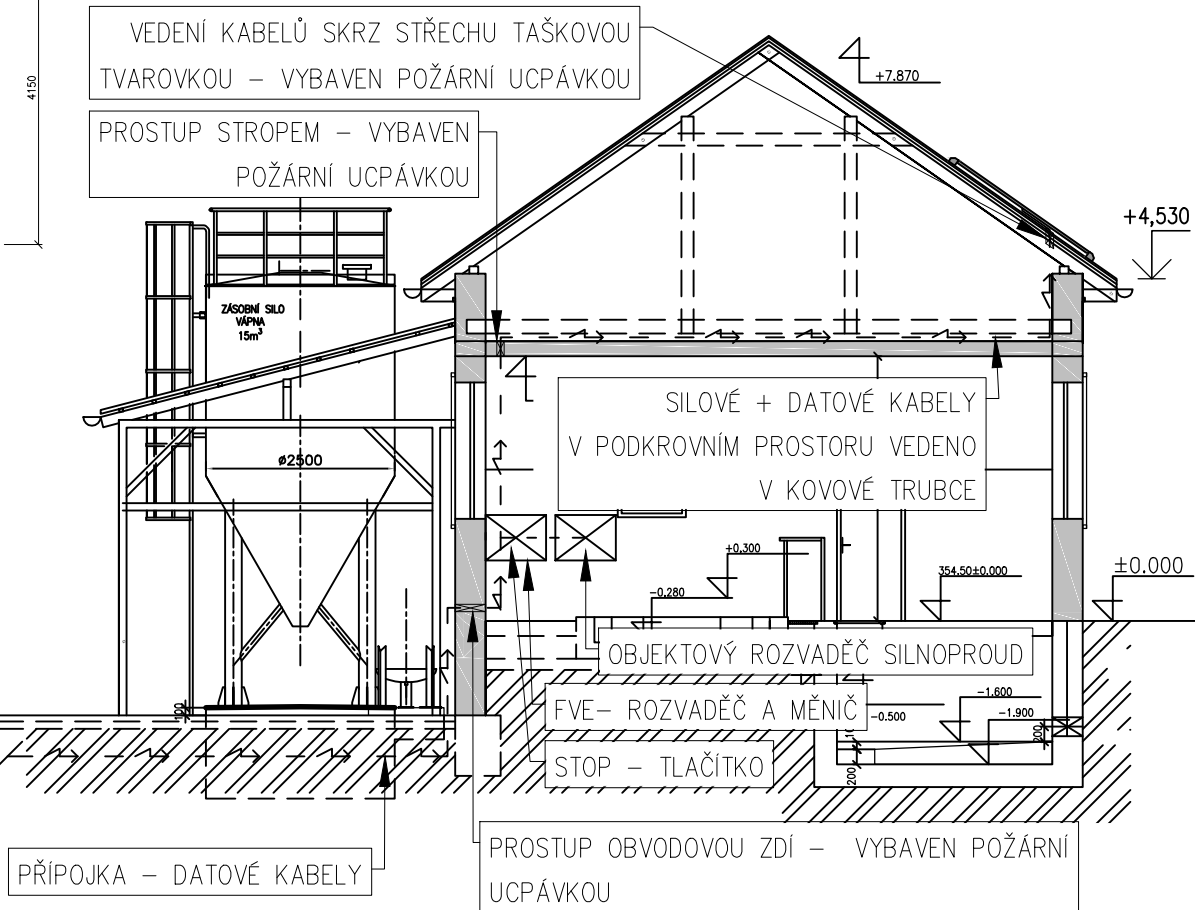 VEDENÍ KABELŮ SKRZ STŘECHU TAŠKOVOU
TVAROVKOU – VYBAVEN POŽÁRNÍ UCPÁVKOU
+7.870
4150
PROSTUP STROPEM – VYBAVEN
POŽÁRNÍ UCPÁVKOU
+4,530
ZÁSOBNÍ SILO
VÁPNA
15m³
SILOVÉ + DATOVÉ KABELY
V PODKROVNÍM PROSTORU VEDENO
V KOVOVÉ TRUBCE
ø2500
+0,300
-0,280
354.50±0.000
±0.000
OBJEKTOVÝ ROZVADĚČ SILNOPROUD
FVE– ROZVADĚČ A MĚNIČ
-0.500
-1.600
-1.900
100
200
200
STOP – TLAČÍTKO
PŘÍPOJKA – DATOVÉ KABELY
PROSTUP OBVODOVOU ZDÍ – VYBAVEN POŽÁRNÍ
UCPÁVKOU